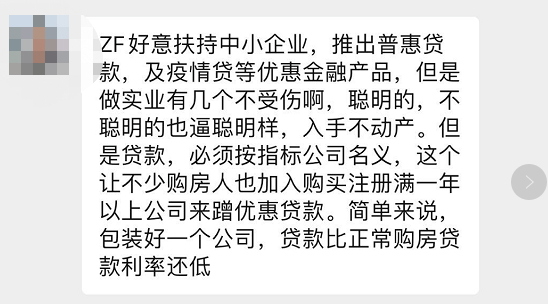 ZF好意扶持中小企业，推出普惠贷
款，及疫情贷等优惠金融产品，但是
做实业有几个不受伤啊，聪明的，不
聪明的也逼聪明样，入手不动产。但
是贷款，必须按指标公司名义，这个
让不少购房人也加入购买注册满一年
以上公司来蹭优惠贷款。简单来说，
包装好一个公司，贷款比正常购房贷
款利率还低